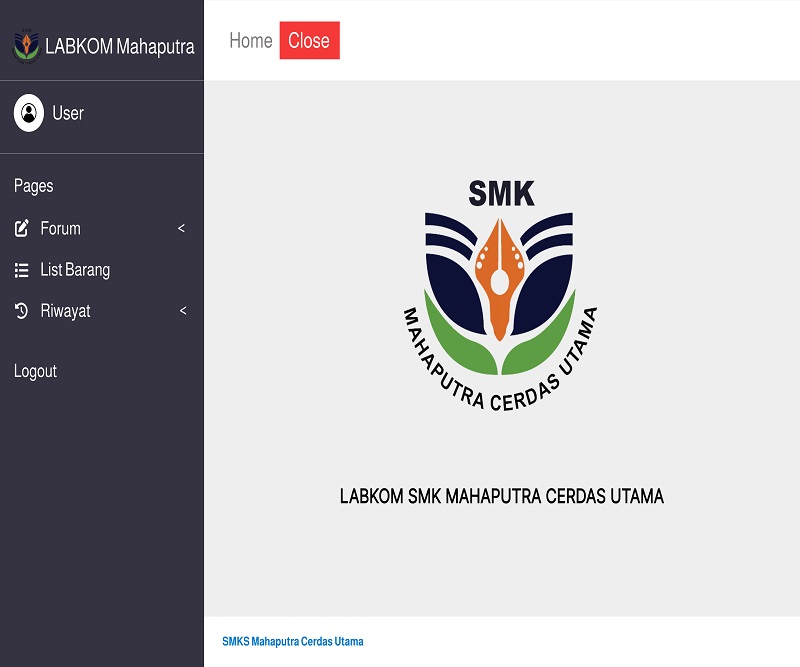 LABKOM Mahaputra
User
Pages
Forum <
List Barang
Riwayat <
Logout
Home Close
SMK
MAHAPUTRA CERDAS UTAMA
LABKOM SMK MAHAPUTRA CERDAS UTAMA
SMKS Mahaputra Cerdas Utama